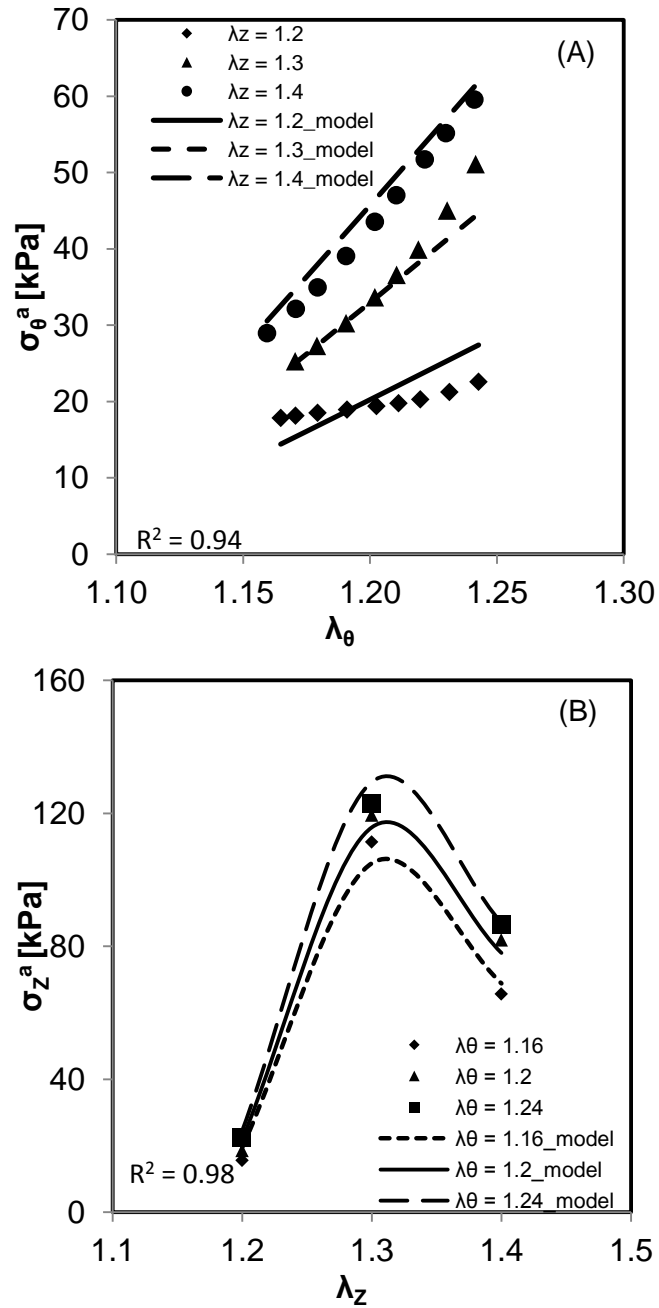 70
60
50
40
30
20
10
0
σθᵃ [kPa]
(A)
λz = 1.2
λz = 1.3
λz = 1.4
λz = 1.2_model
λz = 1.3_model
λz = 1.4_model
R² = 0.94
1.10 1.15 1.20 1.25 1.30
λθ
160
120
80
40
0
σZᵃ [kPa]
(B)
λθ = 1.16
λθ = 1.2
λθ = 1.24
λθ = 1.16_model
λθ = 1.2_model
λθ = 1.24_model
R² = 0.98
1.1 1.2 1.3 1.4 1.5
λZ